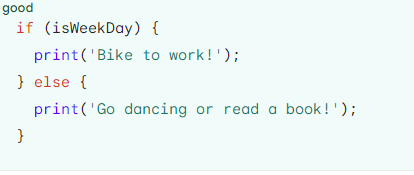 good
if (isWeekDay) {
  print('Bike to work!');
} else {
  print('Go dancing or read a book!');
}